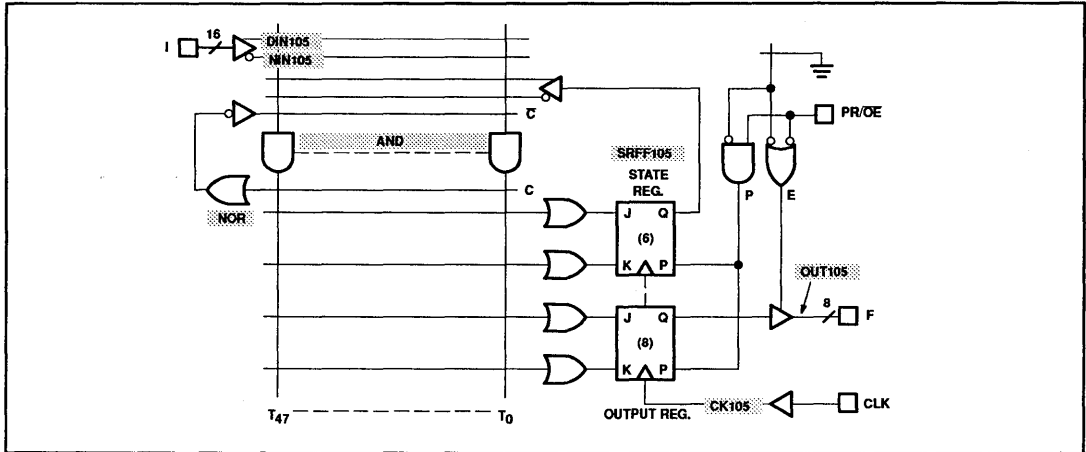 16
I
DIN105
NIN105
C̅
PR/O̅E̅
AND
SRFF105
STATE
REG.
P
E
C
NOR
J Q
(6)
K P
OUT105
J Q
8
F
(8)
K P
T47 T0
OUTPUT REG.
CK105
CLK